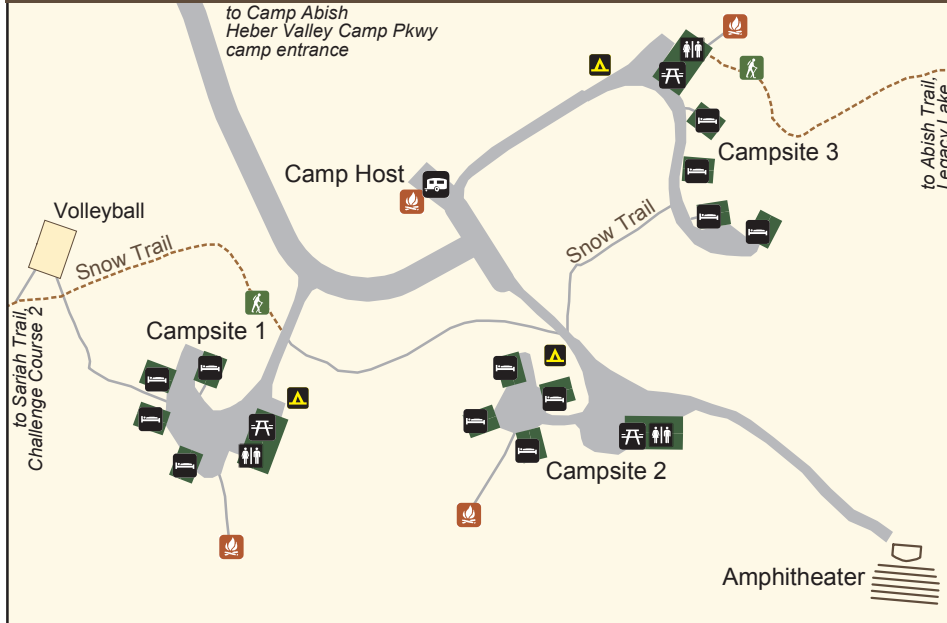 to Camp Abish
Heber Valley Camp Pkwy
camp entrance
to Abish Trail,
Legacy Lake
Campsite 3
Camp Host
Volleyball
Snow Trail
Snow Trail
Campsite 1
to Sariah Trail,
Challenge Course 2
Campsite 2
Amphitheater